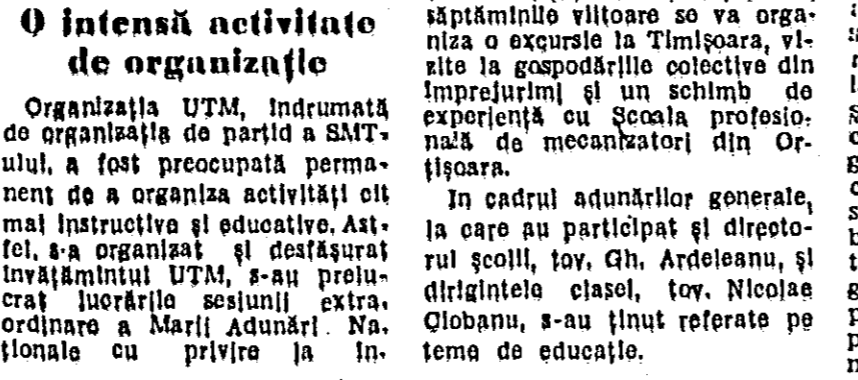 O intensă activitate
de organizație
Organizația UTM, îndrumată
de organizația de partid a SMT-
ului, a fost preocupată perma-
nent de a organiza activități cît
mai instructive și educative. Ast-
fel, s-a organizat și desfășurat
învățămîntul UTM, s-au prelu-
crat lucrările sesiunii extra-
ordinare a Marii Adunări Na-
ționale cu privire la în-
săptămînile viitoare se va orga-
niza o excursie la Timișoara, vi-
zite la gospodăriile colective din
împrejurimi și un schimb de
experiență cu Școala profesio-
nală de mecanizatori din Or-
țișoara.
In cadrul adunărilor generale,
la care au participat și directo-
rul școlii, tov. Gh. Ardeleanu, și
dirigintele clasei, tov. Nicolae
Ciobanu, s-au ținut referate pe
teme de educație.